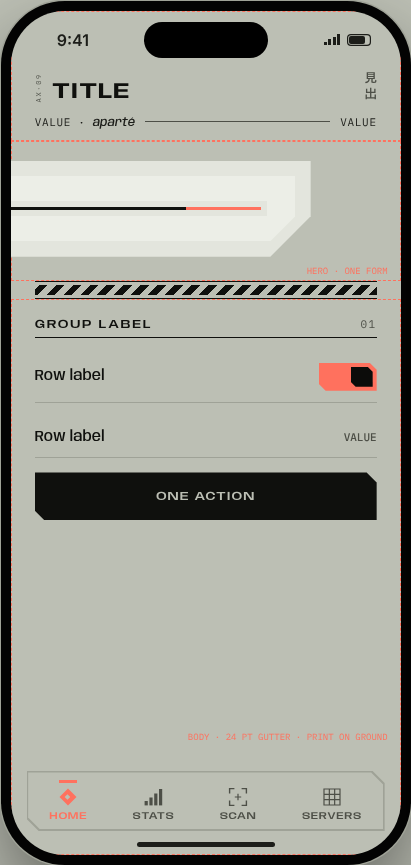 9:41
AX·09
TITLE
見出
VALUE · aparté
VALUE
HERO · ONE FORM
GROUP LABEL
01
Row label
Row label
VALUE
ONE ACTION
BODY · 24 PT GUTTER · PRINT ON GROUND
HOME
STATS
SCAN
SERVERS